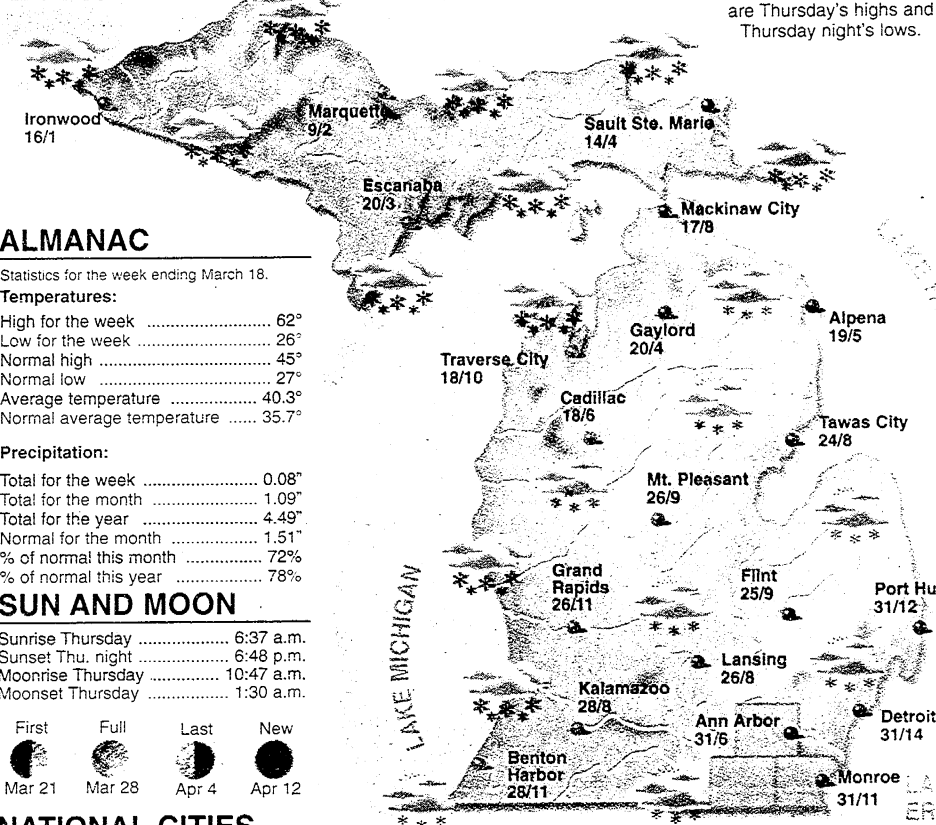 are Thursday's highs and
Thursday night's lows.
Ironwood
16/1
Marquette
9/2
Sault Ste. Marie
14/4
Escanaba
20/3
Mackinaw City
17/8
Gaylord
20/4
Alpena
19/5
Traverse City
18/10
Cadillac
18/6
Tawas City
24/8
Mt. Pleasant
26/9
Grand
Rapids
26/11
Flint
25/9
Port Hu
31/12
Lansing
26/8
Kalamazoo
28/8
Ann Arbor
31/6
Detroit
31/14
Benton
Harbor
28/11
Monroe
31/11
LAKE MICHIGAN
LA
ER
ALMANAC
Statistics for the week ending March 18.
Temperatures:
High for the week ........................ 62°
Low for the week ......................... 26°
Normal high ................................ 45°
Normal low ................................. 27°
Average temperature ................ 40.3°
Normal average temperature ...... 35.7°
Precipitation:
Total for the week ..................... 0.08"
Total for the month .................... 1.09"
Total for the year ...................... 4.49"
Normal for the month ................. 1.51"
% of normal this month .............. 72%
% of normal this year ................ 78%
SUN AND MOON
Sunrise Thursday .................. 6:37 a.m.
Sunset Thu. night .................. 6:48 p.m.
Moonrise Thursday .............. 10:47 a.m.
Moonset Thursday ................ 1:30 a.m.
First Full Last New
Mar 21 Mar 28 Apr 4 Apr 12
NATIONAL CITIES